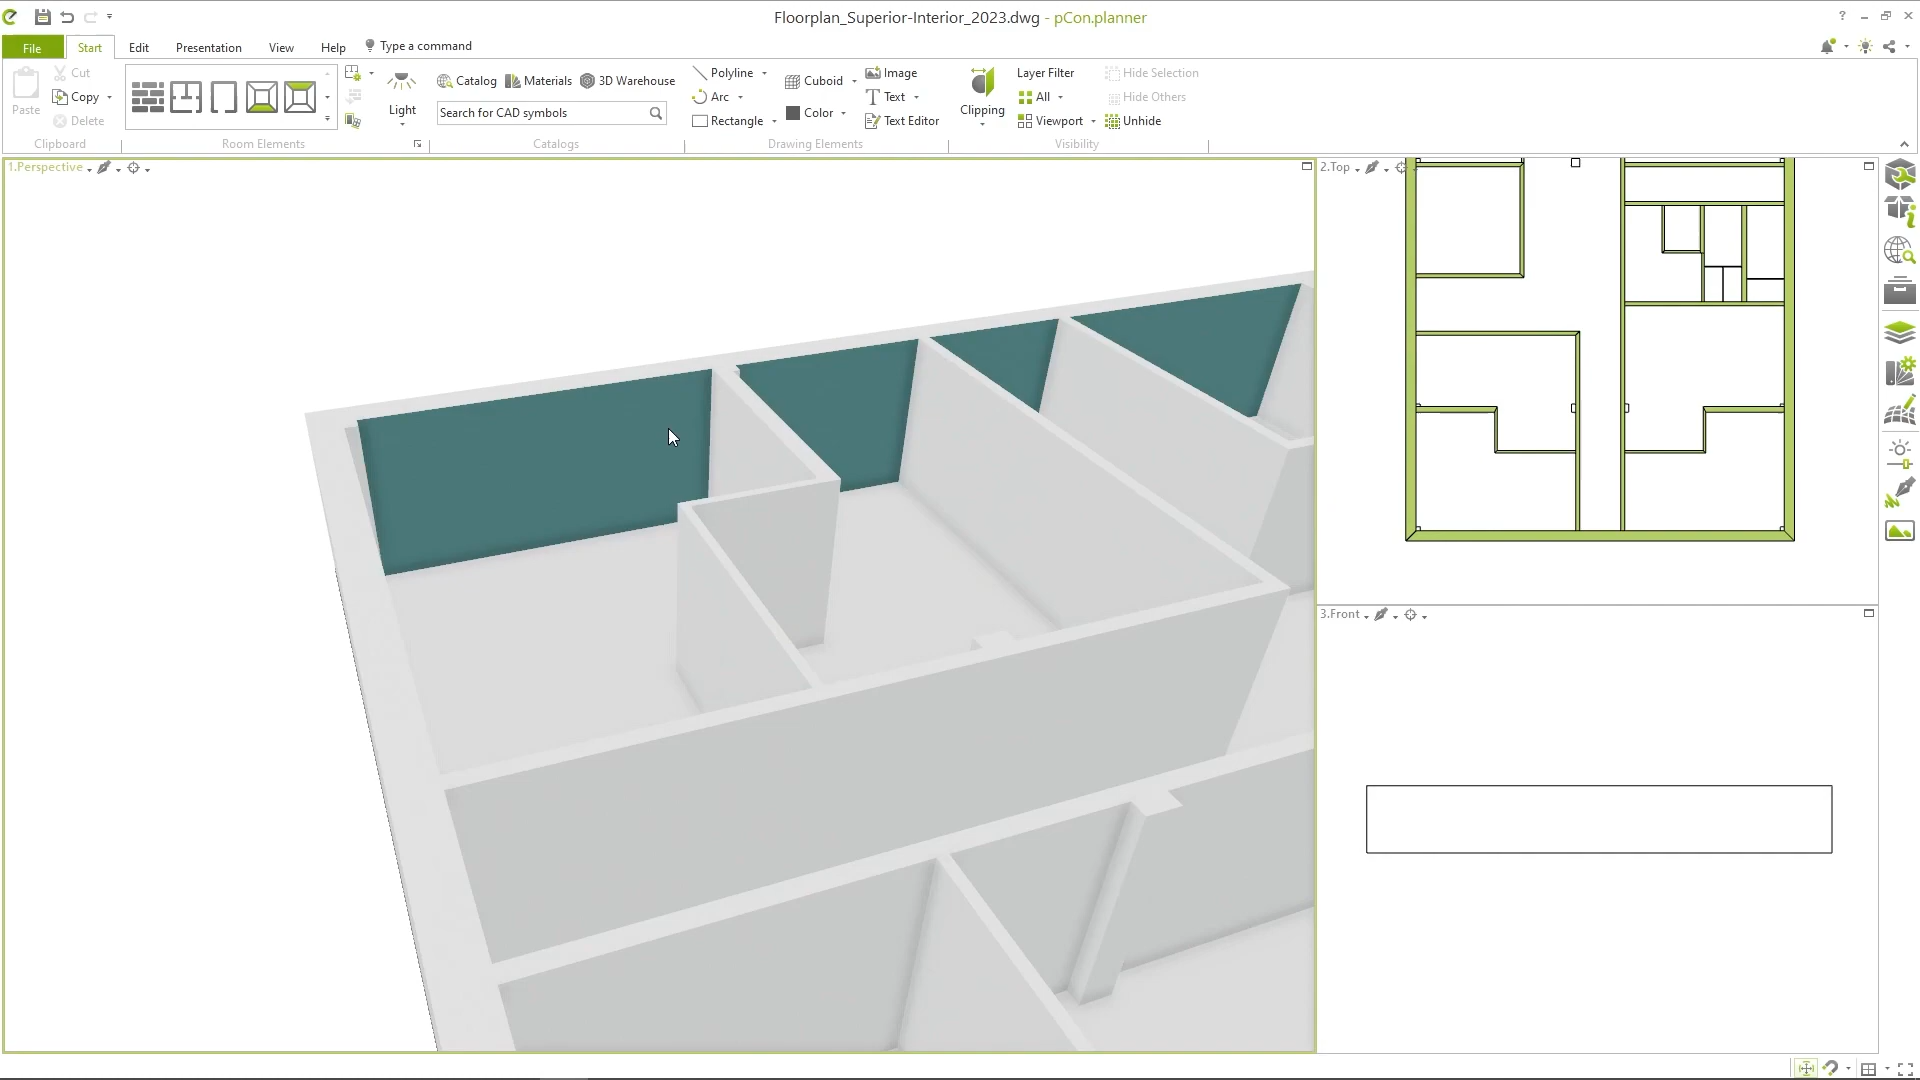 Floorplan_Superior-Interior_2023.dwg - pCon.planner
File Start Edit Presentation View Help Type a command
Paste Cut Copy Delete
Clipboard
Room Elements
Light
Catalog Materials 3D Warehouse
Search for CAD symbols
Catalogs
Polyline Cuboid Image
Arc Text
Color
Rectangle Text Editor
Drawing Elements
Clipping
Layer Filter
All
Viewport
Hide Selection
Hide Others
Unhide
Visibility
1.Perspective
2.Top
3.Front